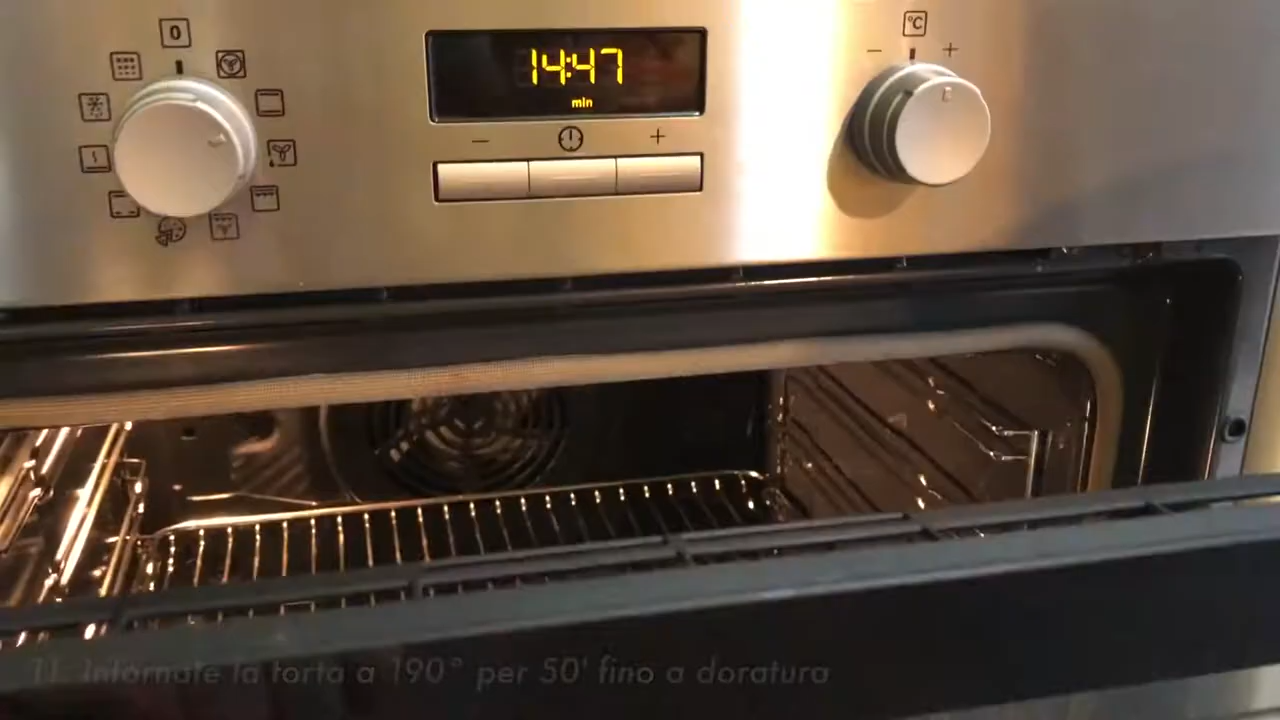 0
°C
14:47
min
- +
- +
11. Infornate la torta a 190° per 50' fino a doratura